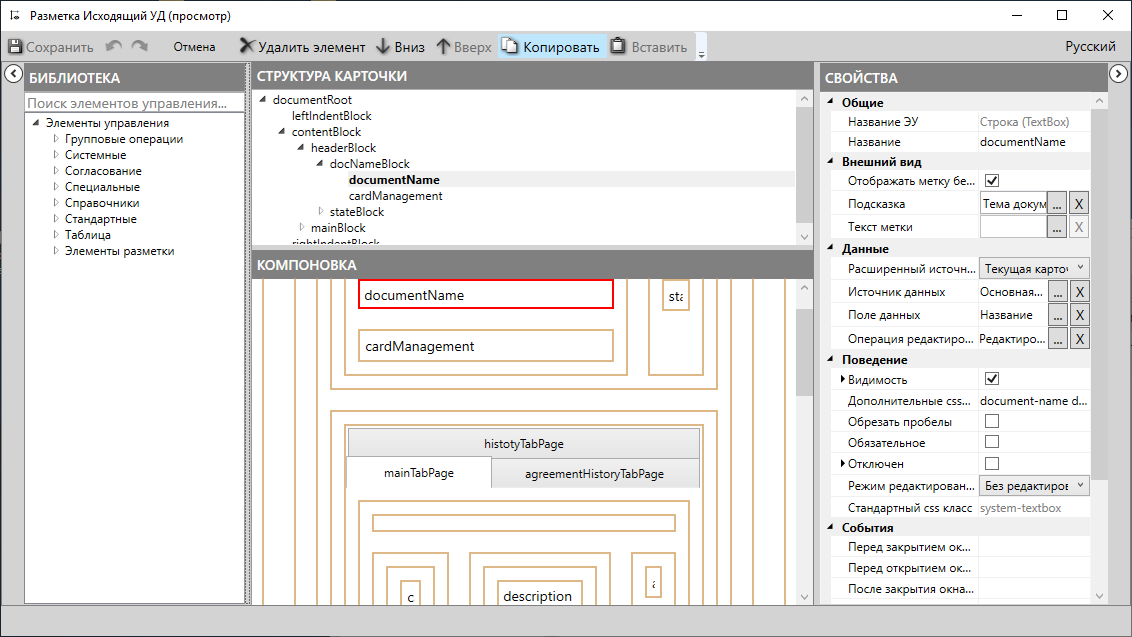 Разметка Исходящий УД (просмотр)
Сохранить Отмена Удалить элемент Вниз Вверх Копировать Вставить Русский
БИБЛИОТЕКА
Поиск элементов управления...
Элементы управления
Групповые операции
Системные
Согласование
Специальные
Справочники
Стандартные
Таблица
Элементы разметки
СТРУКТУРА КАРТОЧКИ
documentRoot
leftIndentBlock
contentBlock
headerBlock
docNameBlock
documentName
cardManagement
stateBlock
mainBlock
rightIndentBlock
КОМПОНОВКА
documentName
sta
cardManagement
histotyTabPage
mainTabPage agreementHistoryTabPage
c description
СВОЙСТВА
Общие
Название ЭУ Строка (TextBox)
Название documentName
Внешний вид
Отображать метку бе...
Подсказка Тема докум ... X
Текст метки ... X
Данные
Расширенный источн... Текущая карточ
Источник данных Основная... ... X
Поле данных Название ... X
Операция редактиро... Редактиро... ... X
Поведение
Видимость
Дополнительные css... document-name d...
Обрезать пробелы
Обязательное
Отключен
Режим редактирован... Без редактиров
Стандартный css класс system-textbox
События
Перед закрытием ок...
Перед открытием ок...
После закрытия окна...